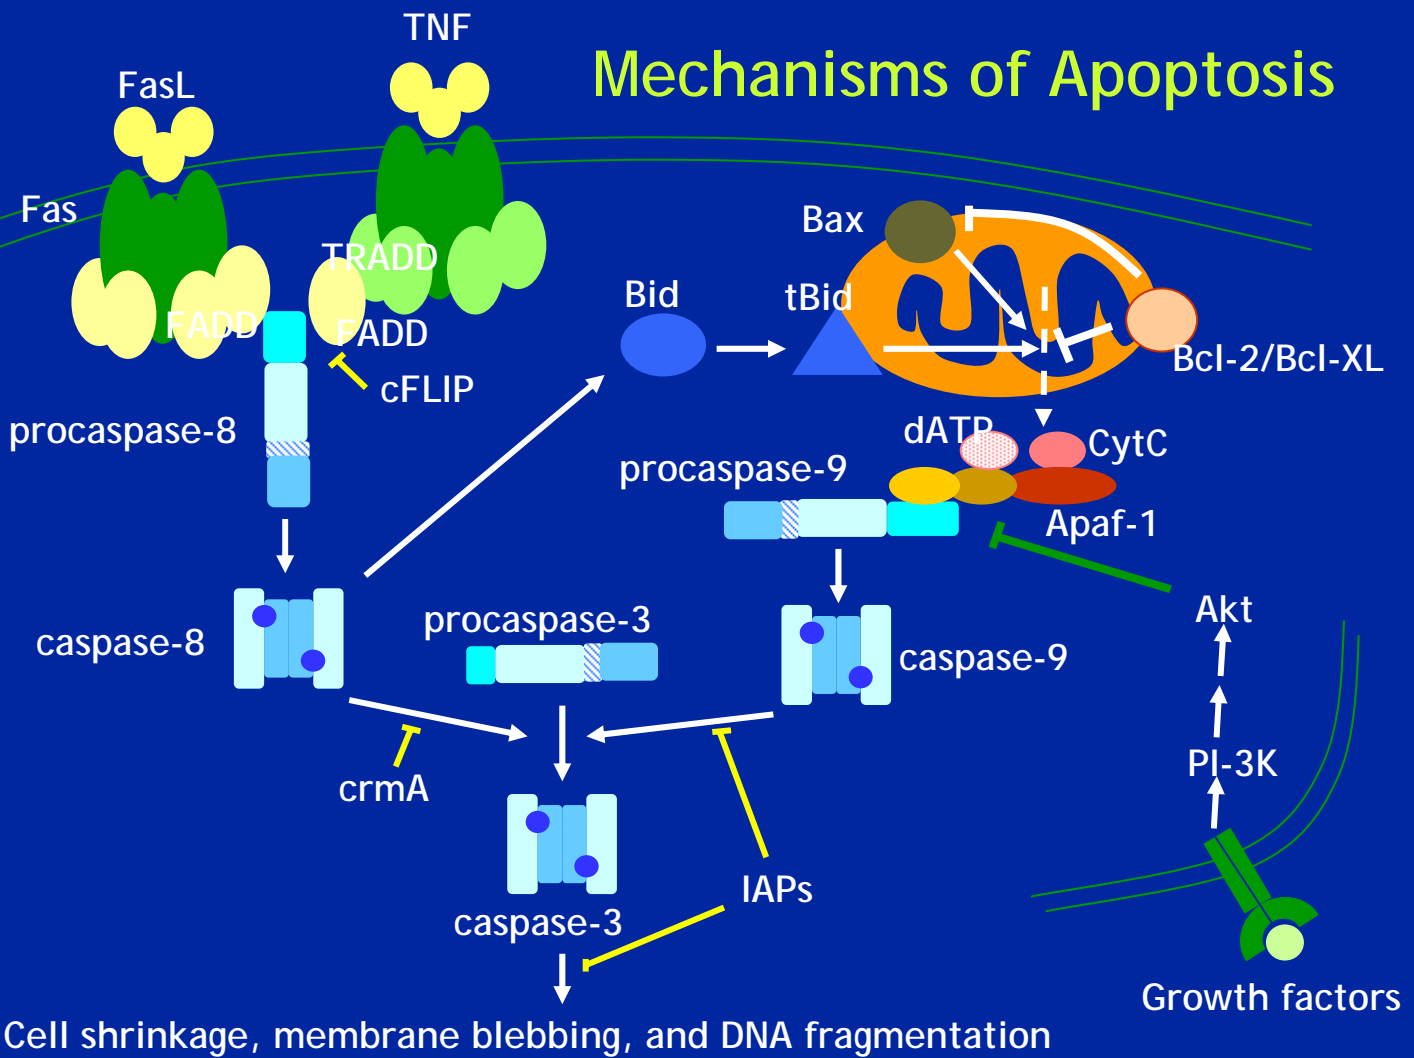 TNF
Mechanisms of Apoptosis
FasL
Fas
TRADD
FADD
FADD
cFLIP
procaspase-8
Bax
Bid
tBid
Bcl-2/Bcl-XL
dATP
CytC
procaspase-9
Apaf-1
Akt
caspase-8
procaspase-3
caspase-9
PI-3K
crmA
IAPs
caspase-3
Growth factors
Cell shrinkage, membrane blebbing, and DNA fragmentation